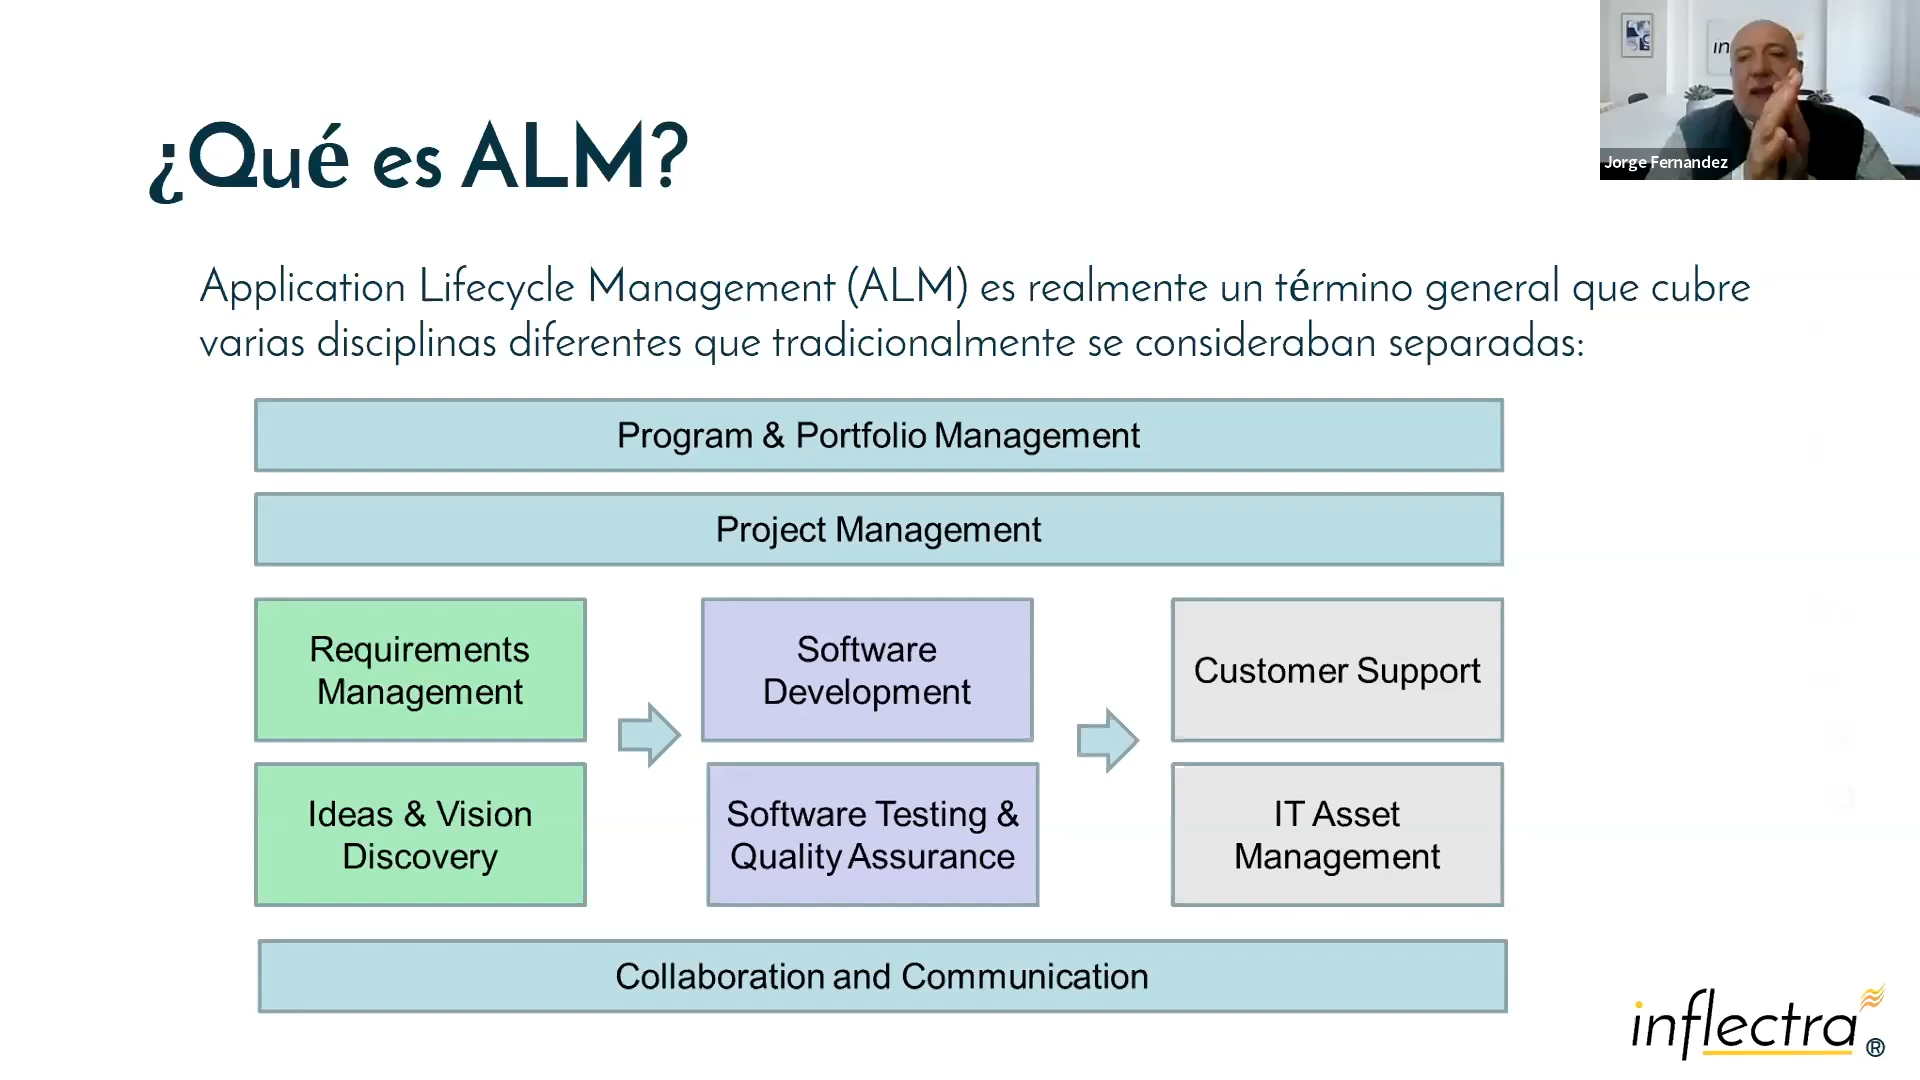 ¿Qué es ALM?
Jorge Fernandez
Application Lifecycle Management (ALM) es realmente un término general que cubre
varias disciplinas diferentes que tradicionalmente se consideraban separadas:
Program & Portfolio Management
Project Management
Requirements
Management
Software
Development
Customer Support
Ideas & Vision
Discovery
Software Testing &
Quality Assurance
IT Asset
Management
Collaboration and Communication
inflectra®